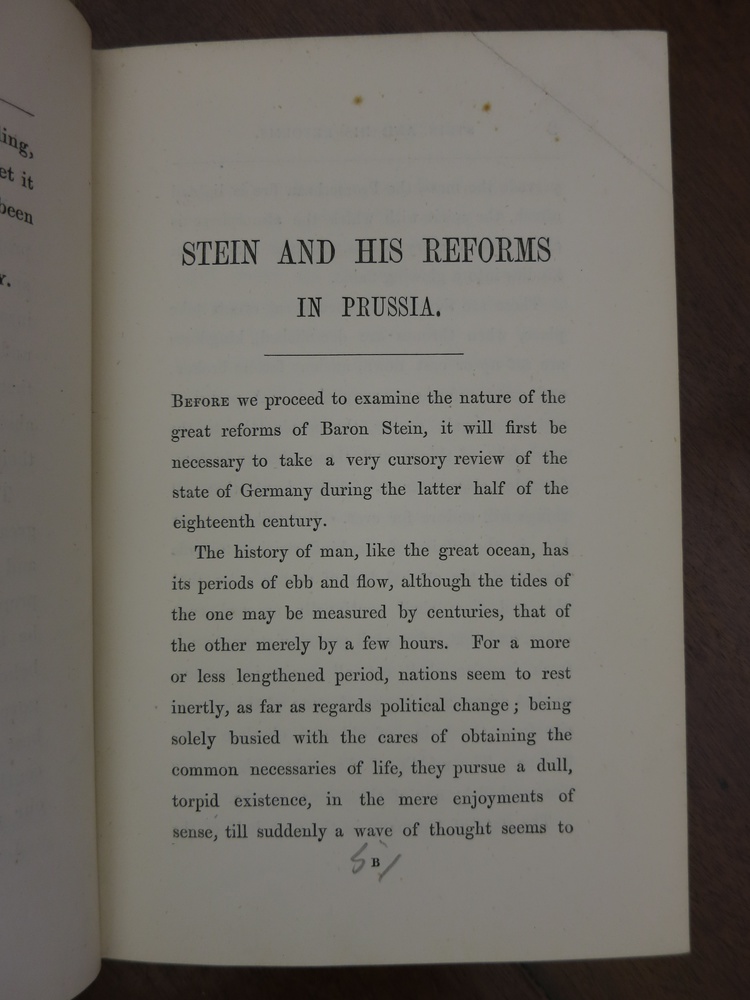 ing,
et it
been
Y.
STEIN AND HIS REFORMS
IN PRUSSIA.
BEFORE we proceed to examine the nature of the
great reforms of Baron Stein, it will first be
necessary to take a very cursory review of the
state of Germany during the latter half of the
eighteenth century.
The history of man, like the great ocean, has
its periods of ebb and flow, although the tides of
the one may be measured by centuries, that of
the other merely by a few hours. For a more
or less lengthened period, nations seem to rest
inertly, as far as regards political change; being
solely busied with the cares of obtaining the
common necessaries of life, they pursue a dull,
torpid existence, in the mere enjoyments of
sense, till suddenly a wave of thought seems to
B